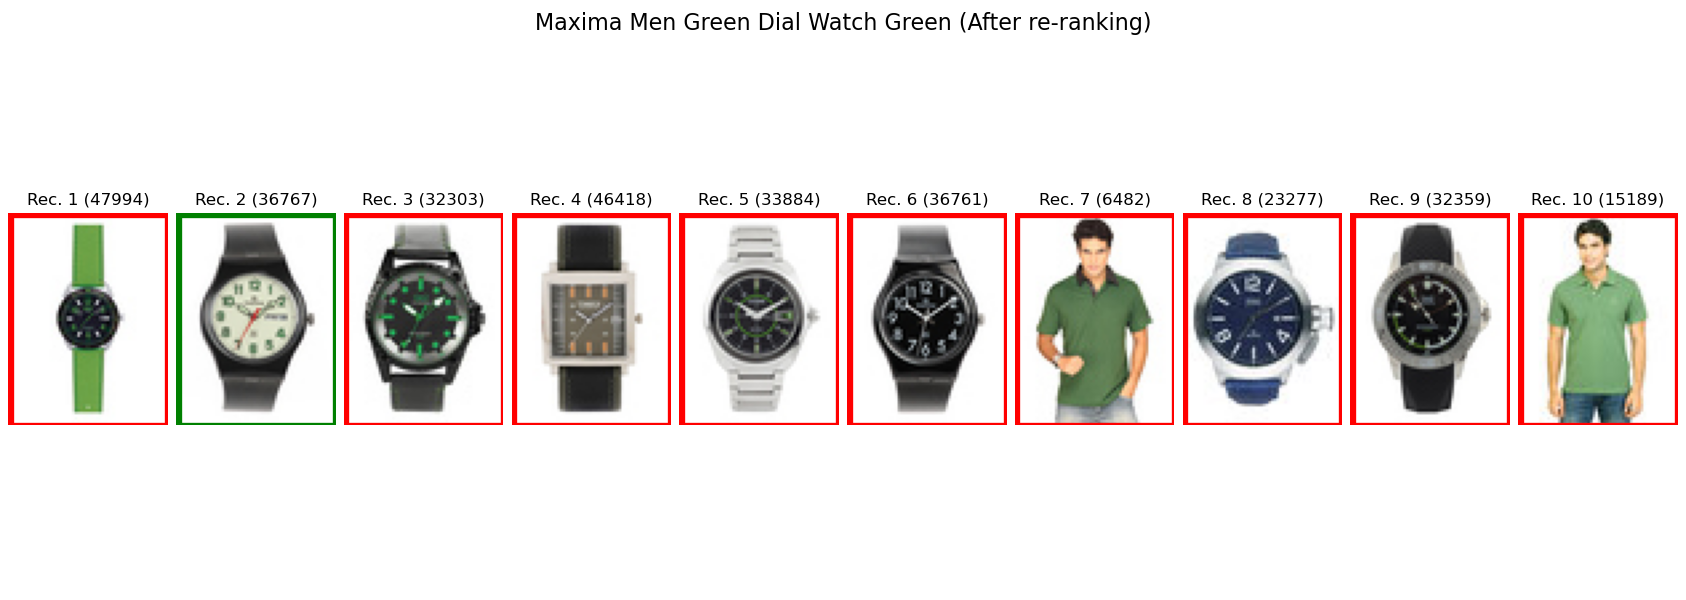 Maxima Men Green Dial Watch Green (After re-ranking)
Rec. 1 (47994)
Rec. 2 (36767)
Rec. 3 (32303)
Rec. 4 (46418)
Rec. 5 (33884)
Rec. 6 (36761)
Rec. 7 (6482)
Rec. 8 (23277)
Rec. 9 (32359)
Rec. 10 (15189)